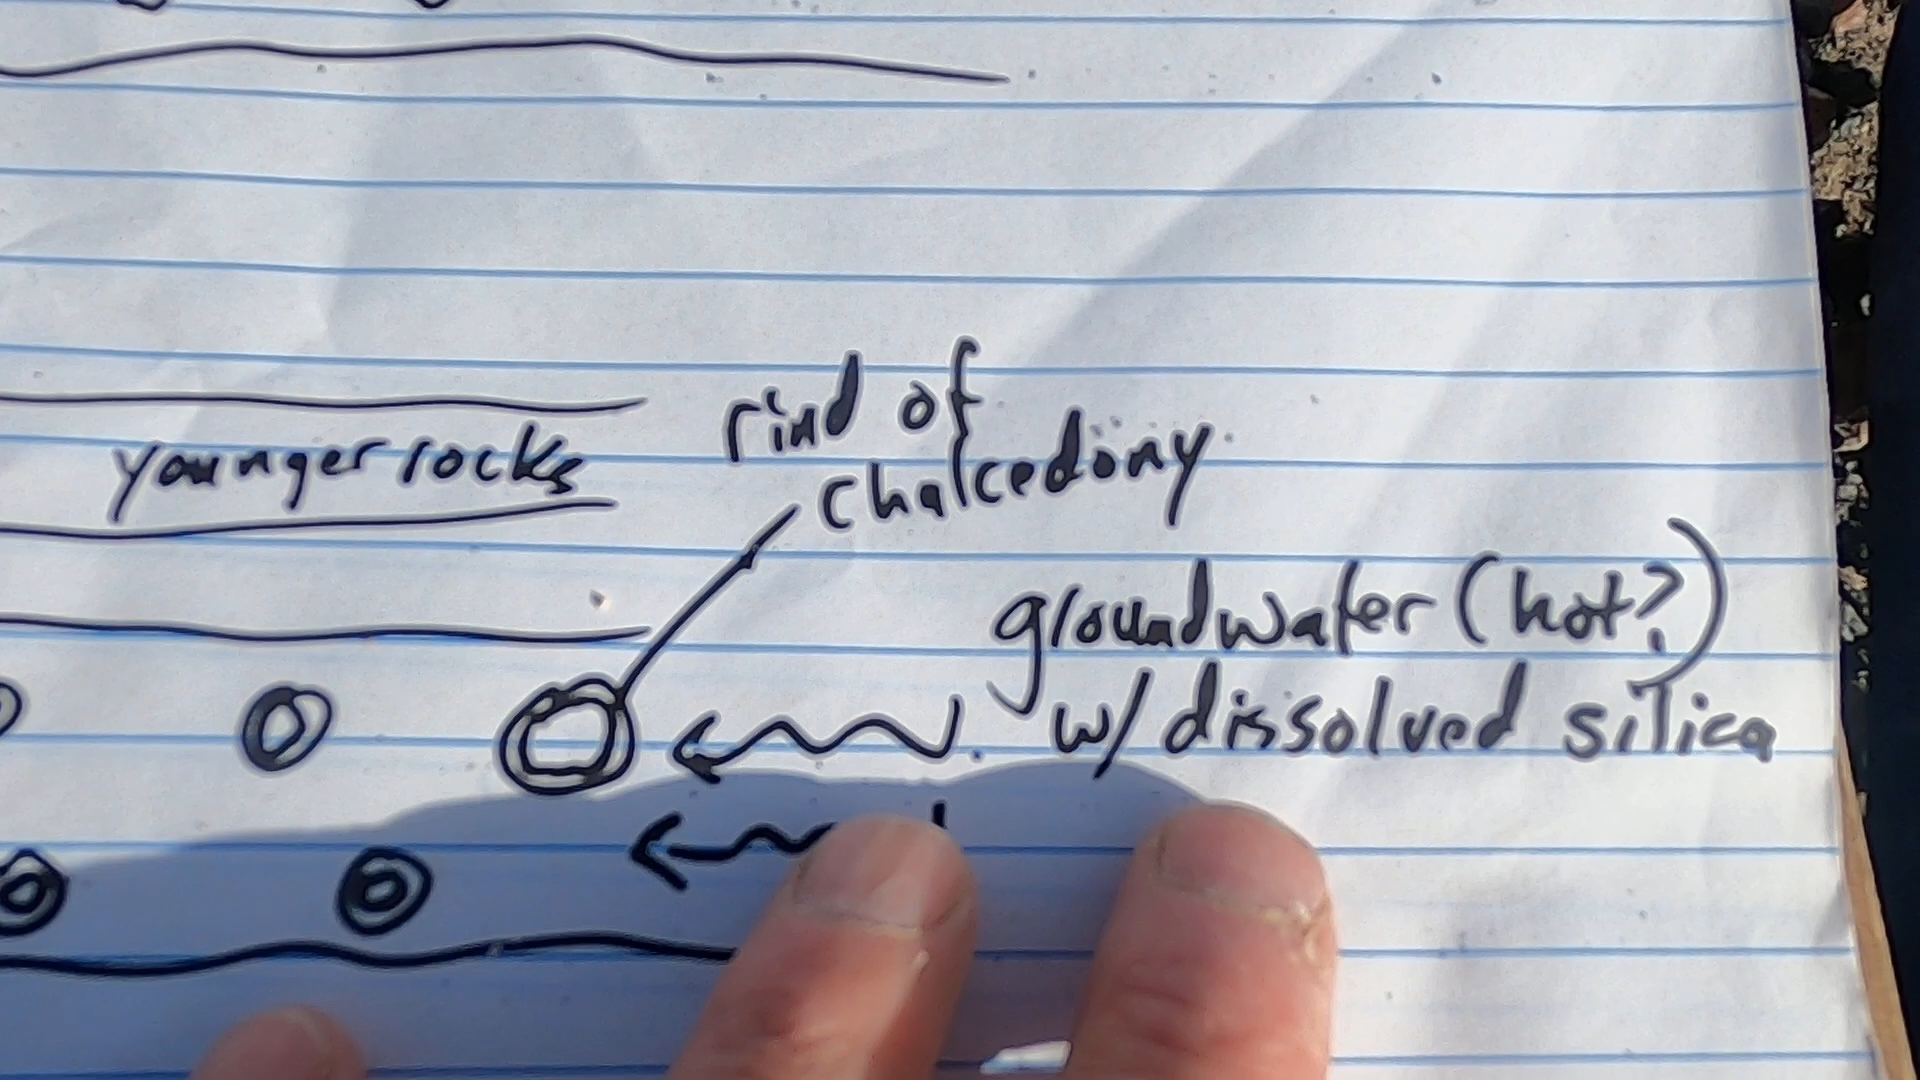 rind of
younger rocks
chalcedony
groundwater (hot?)
w/ dissolved silica